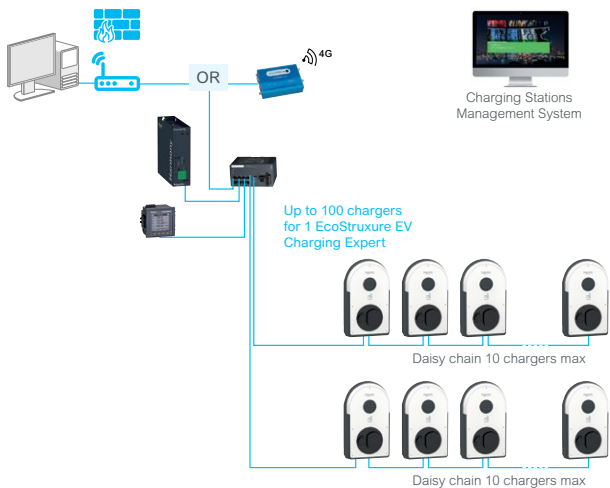 4G
OR
Charging Stations
Management System
Up to 100 chargers
for 1 EcoStruxure EV
Charging Expert
Daisy chain 10 chargers max
Daisy chain 10 chargers max